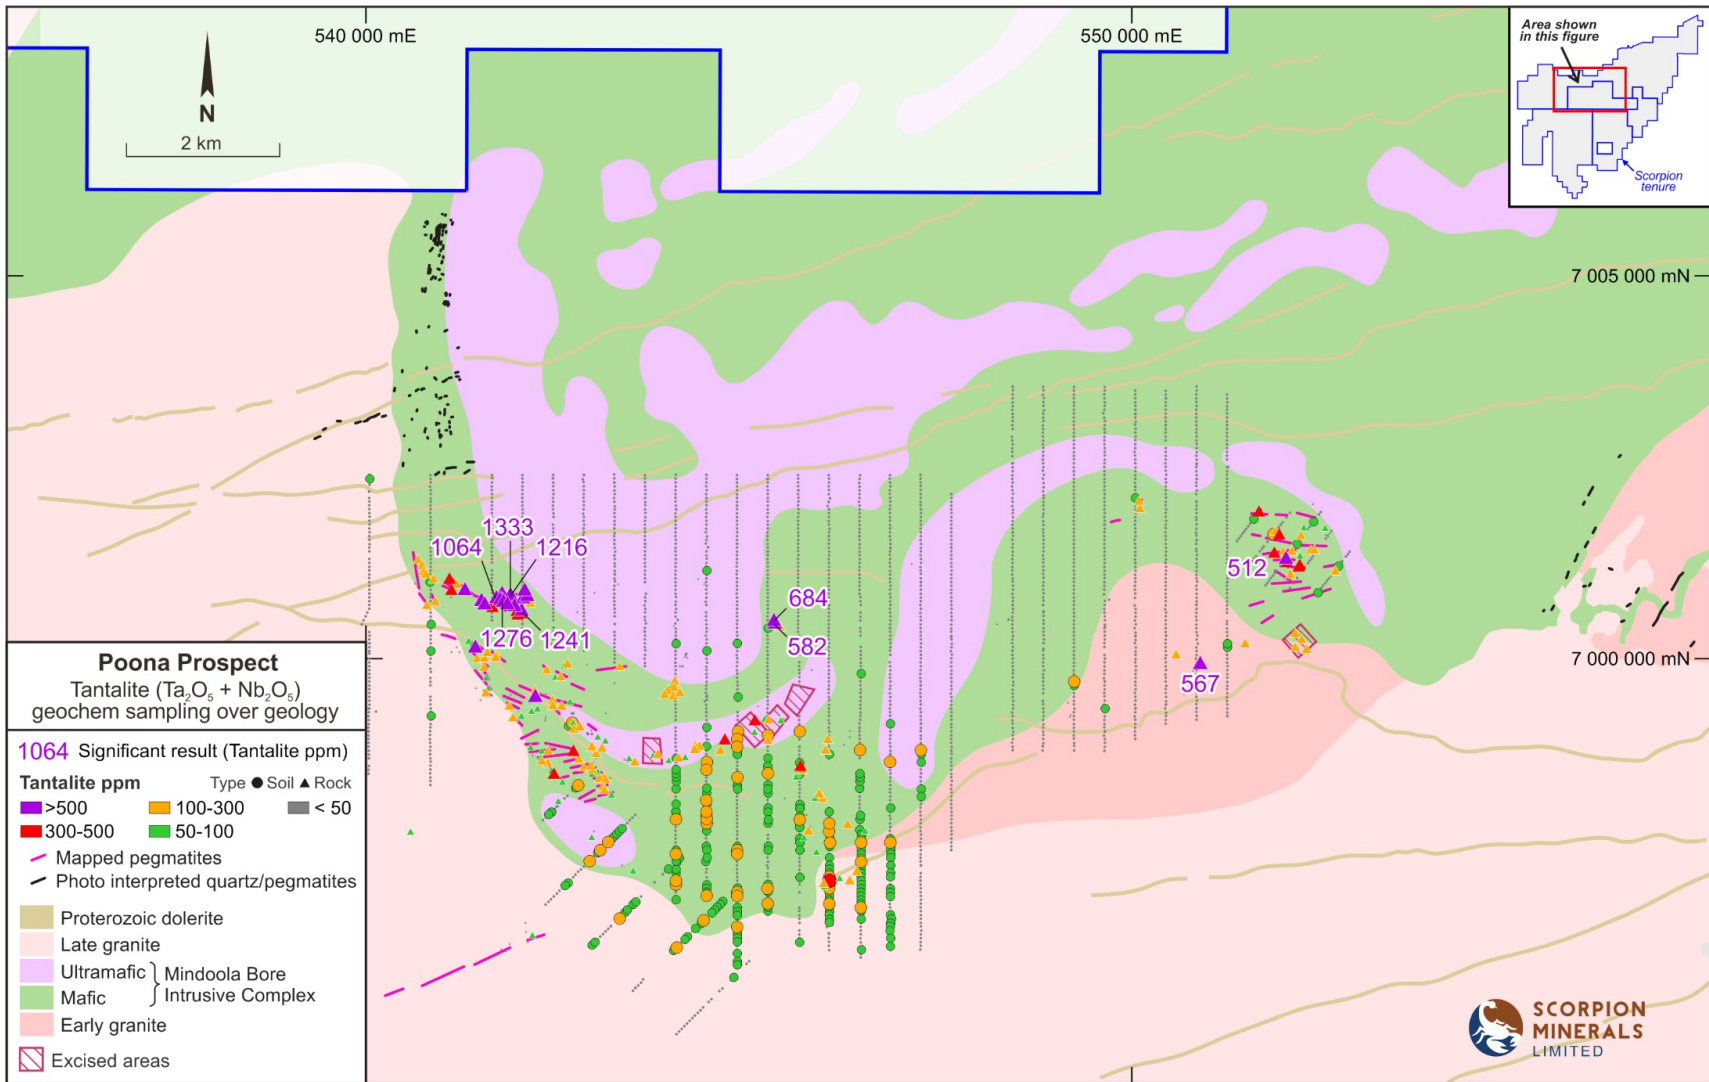 540 000 mE
550 000 mE
Area shown
in this figure
N
2 km
Scorpion
tenure
7 005 000 mN
1333
1064
1216
512
684
1276
1241
582
7 000 000 mN
567
Poona Prospect
Tantalite (Ta₂O₅ + Nb₂O₅)
geochem sampling over geology
1064 Significant result (Tantalite ppm)
Tantalite ppm Type Soil Rock
>500 100-300 < 50
300-500 50-100
Mapped pegmatites
Photo interpreted quartz/pegmatites
Proterozoic dolerite
Late granite
Ultramafic
Mafic
Mindoola Bore
Intrusive Complex
Early granite
Excised areas
SCORPION
MINERALS
LIMITED